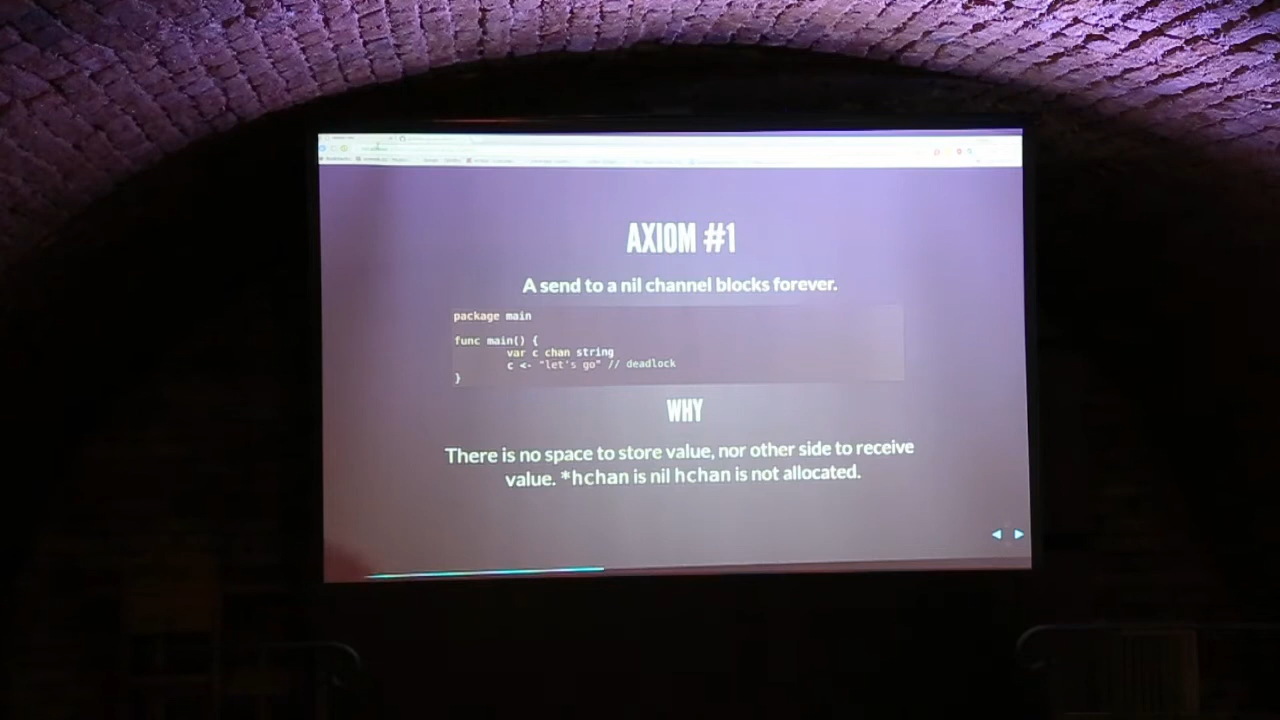 AXIOM #1
A send to a nil channel blocks forever.
package main
func main() {
var c chan string
c <- "let's go" // deadlock
}
WHY
There is no space to store value, nor other side to receive
value. *hchan is nil hchan is not allocated.